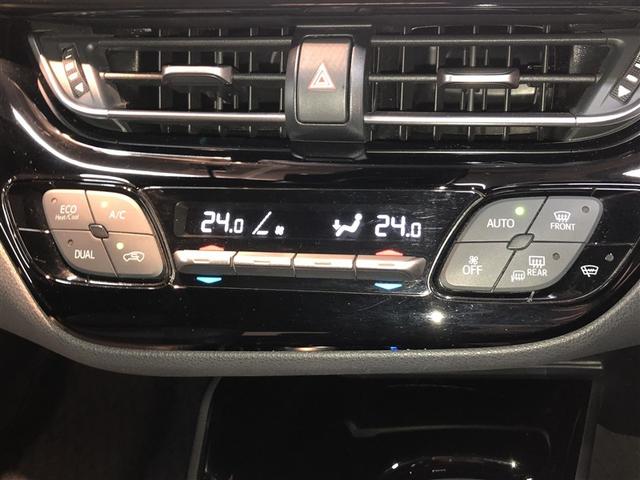 ECO
Heat/Cool
A/C
DUAL
24.0
24.0
AUTO
FRONT
OFF
REAR